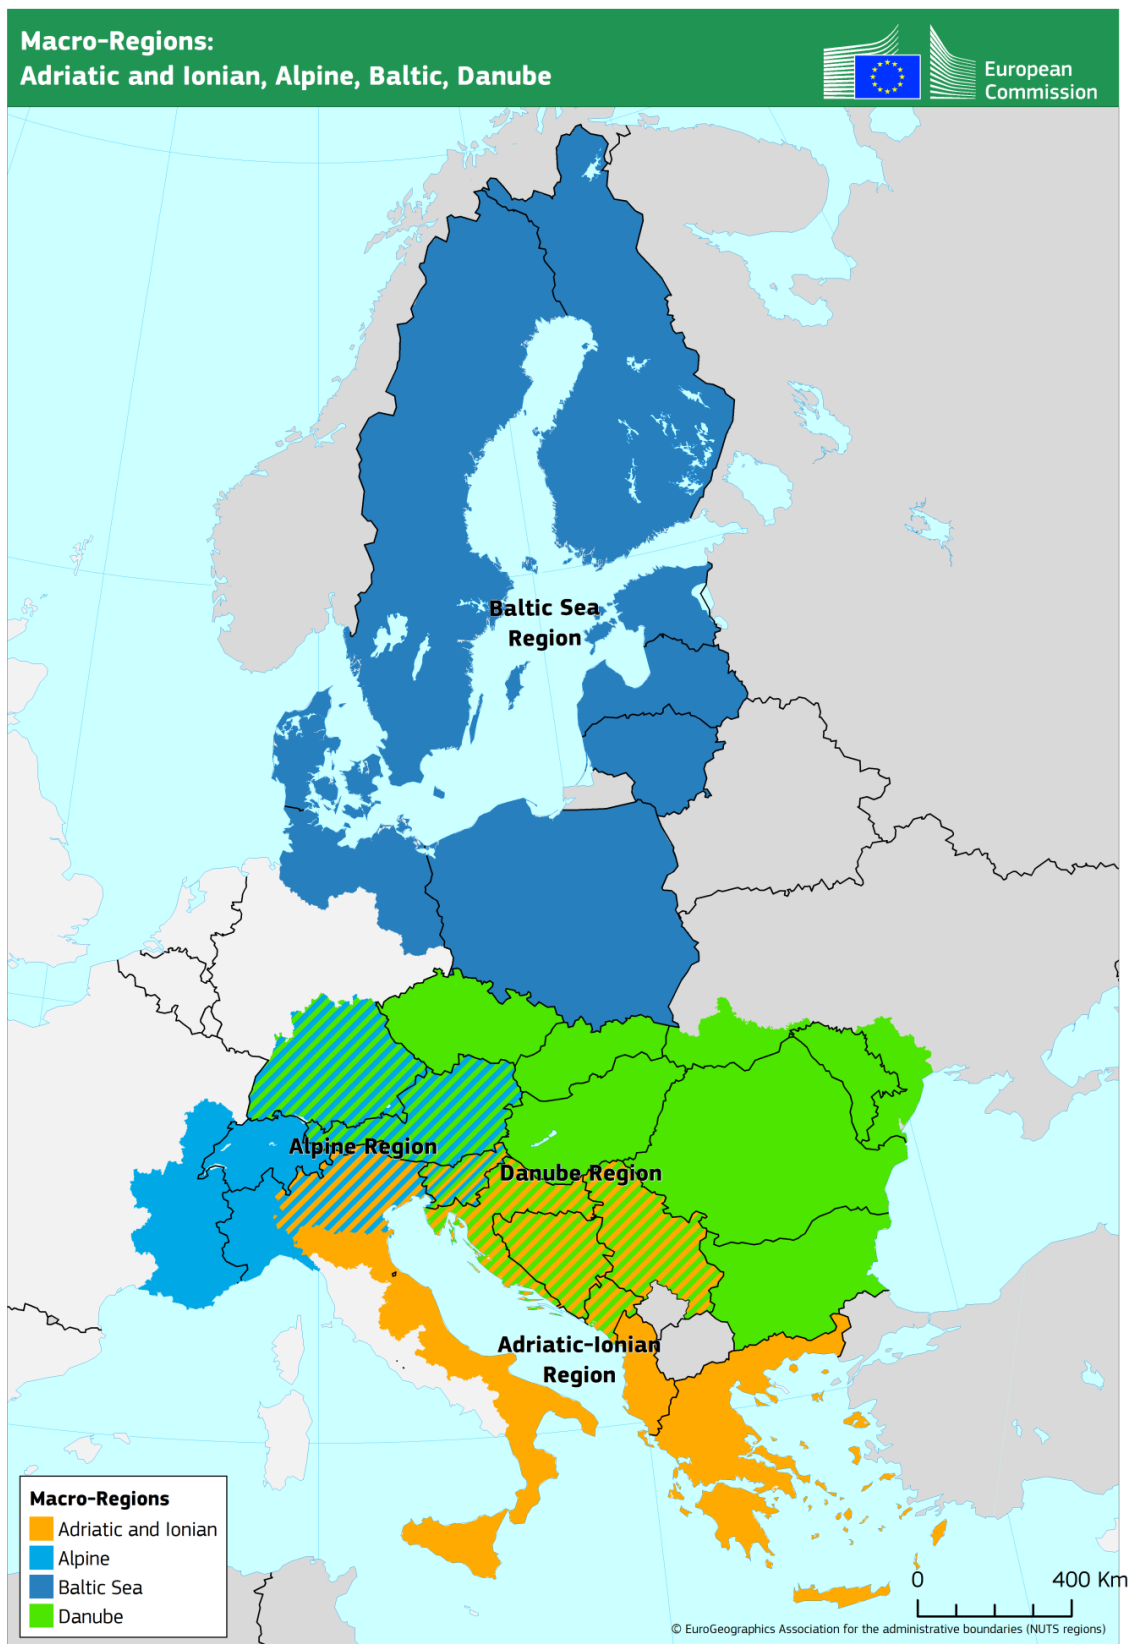 Macro-Regions:
Adriatic and Ionian, Alpine, Baltic, Danube
European
Commission
Baltic Sea
Region
Alpine Region
Danube Region
Adriatic-Ionian
Region
Macro-Regions
Adriatic and Ionian
Alpine
Baltic Sea
Danube
0 400 Km
© EuroGeographics Association for the administrative boundaries (NUTS regions)